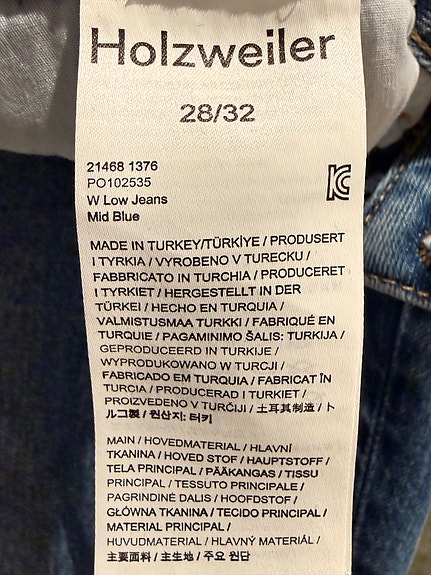 Holzweiler
28/32
21468 1376
PO102535
W Low Jeans
Mid Blue
MADE IN TURKEY/TÜRKİYE / PRODUSERT
I TYRKIA / VYROBENO V TURECKU /
FABBRICATO IN TURCHIA / PRODUCERET
I TYRKIET / HERGESTELLT IN DER
TÜRKEI / HECHO EN TURQUIA /
VALMISTUSMAA TURKKI / FABRIQUÉ EN
TURQUIE / PAGAMINIMO ŠALIS: TURKIJA /
GEPRODUCEERD IN TURKIJE /
WYPRODUKOWANO W TURCJI /
FABRICADO EM TURQUIA / FABRICAT ÎN
TURCIA / PRODUCERAD I TURKIET /
PROIZVEDENO V TURČIJI / 土耳其制造 / ト
ルコ製 / 원산지: 터키
MAIN / HOVEDMATERIAL / HLAVNÍ
TKANINA / HOVED STOF / HAUPTSTOFF /
TELA PRINCIPAL / PÄÄKANGAS / TISSU
PRINCIPAL / TESSUTO PRINCIPALE /
PAGRINDINĖ DALIS / HOOFDSTOF /
GŁÓWNA TKANINA / TECIDO PRINCIPAL /
MATERIAL PRINCIPAL /
HUVUDMATERIAL / HLAVNÝ MATERIÁL /
主要面料 / 主生地 / 주요 원단